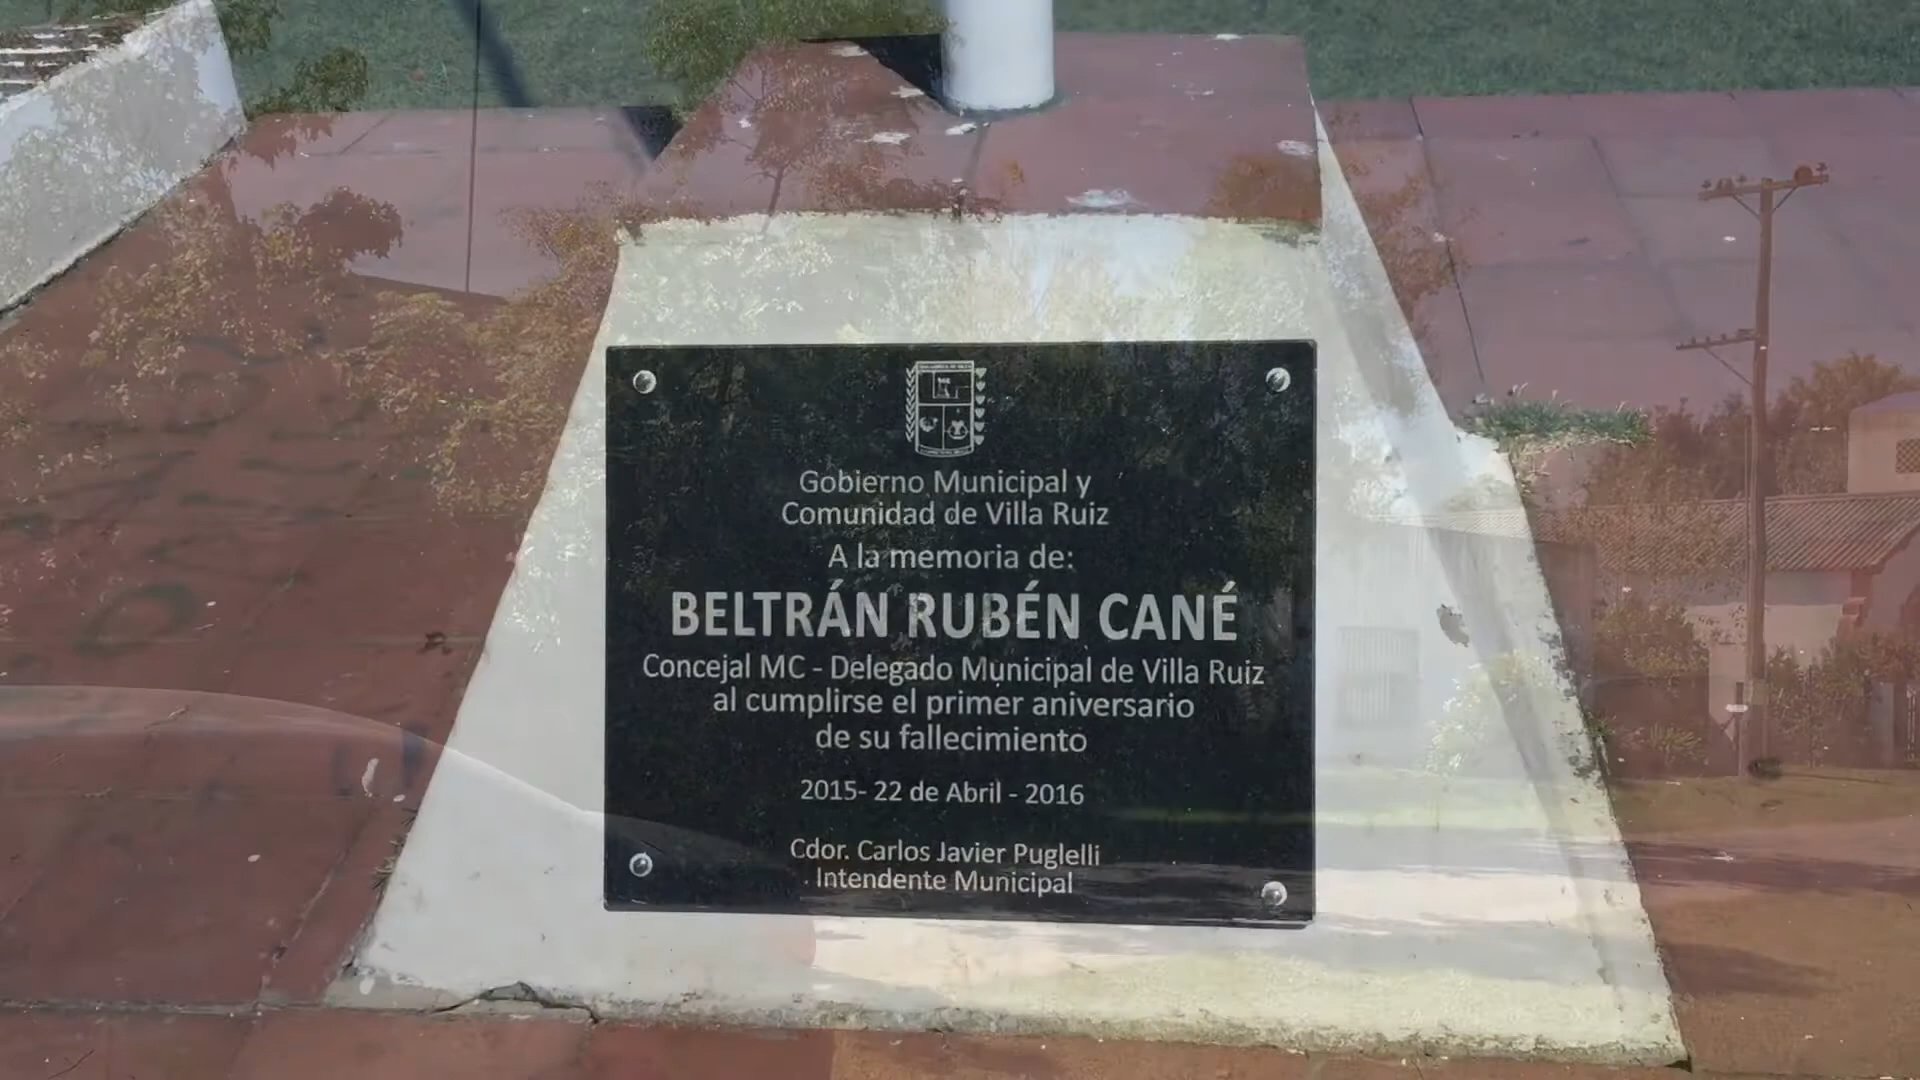 Gobierno Municipal y
Comunidad de Villa Ruiz
A la memoria de:
BELTRÁN RUBÉN CANÉ
Concejal MC - Delegado Municipal de Villa Ruiz
al cumplirse el primer aniversario
de su fallecimiento
2015- 22 de Abril - 2016
Cdor. Carlos Javier Puglelli
Intendente Municipal